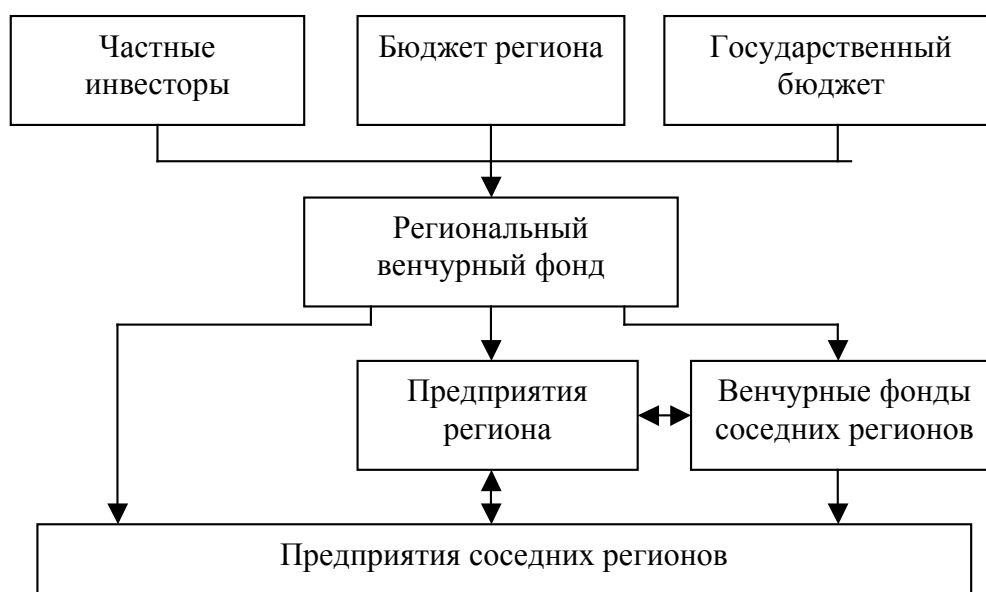 Частные
инвесторы
Бюджет региона
Государственный
бюджет
Региональный
венчурный фонд
Предприятия
региона
Венчурные фонды
соседних регионов
Предприятия соседних регионов